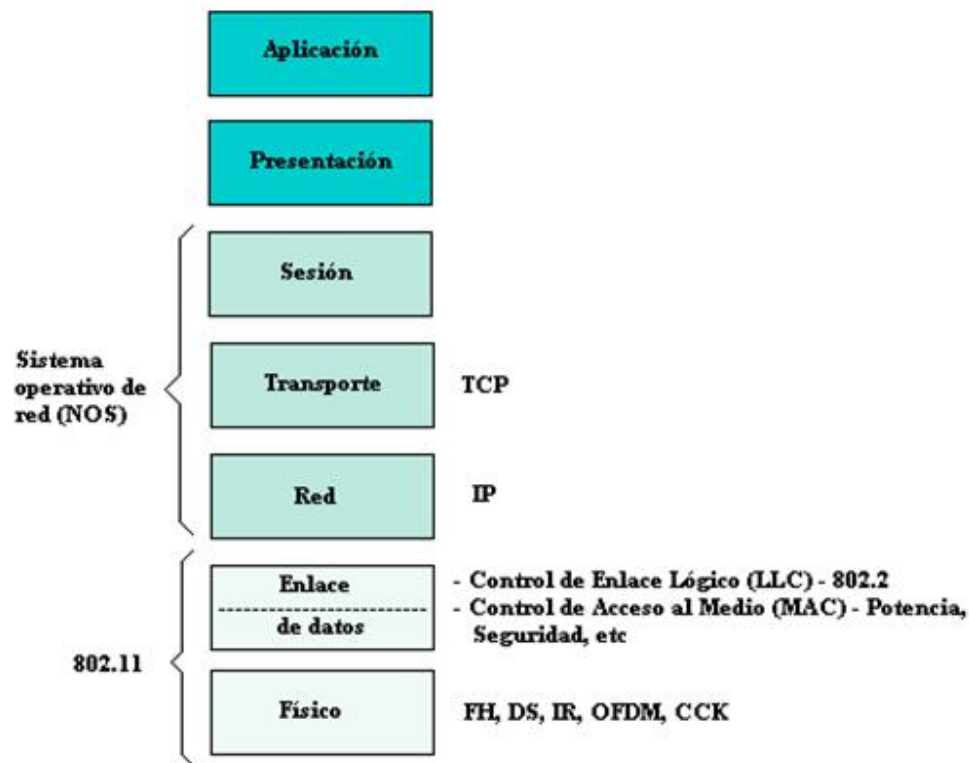 Aplicación
Presentación
Sesión
Sistema
operativo de
red (NOS)
Transporte
TCP
Red
IP
Enlace
de datos
- Control de Enlace Lógico (LLC) - 802.2
- Control de Acceso al Medio (MAC) - Potencia,
Seguridad, etc
802.11
Físico
FH, DS, IR, OFDM, CCK